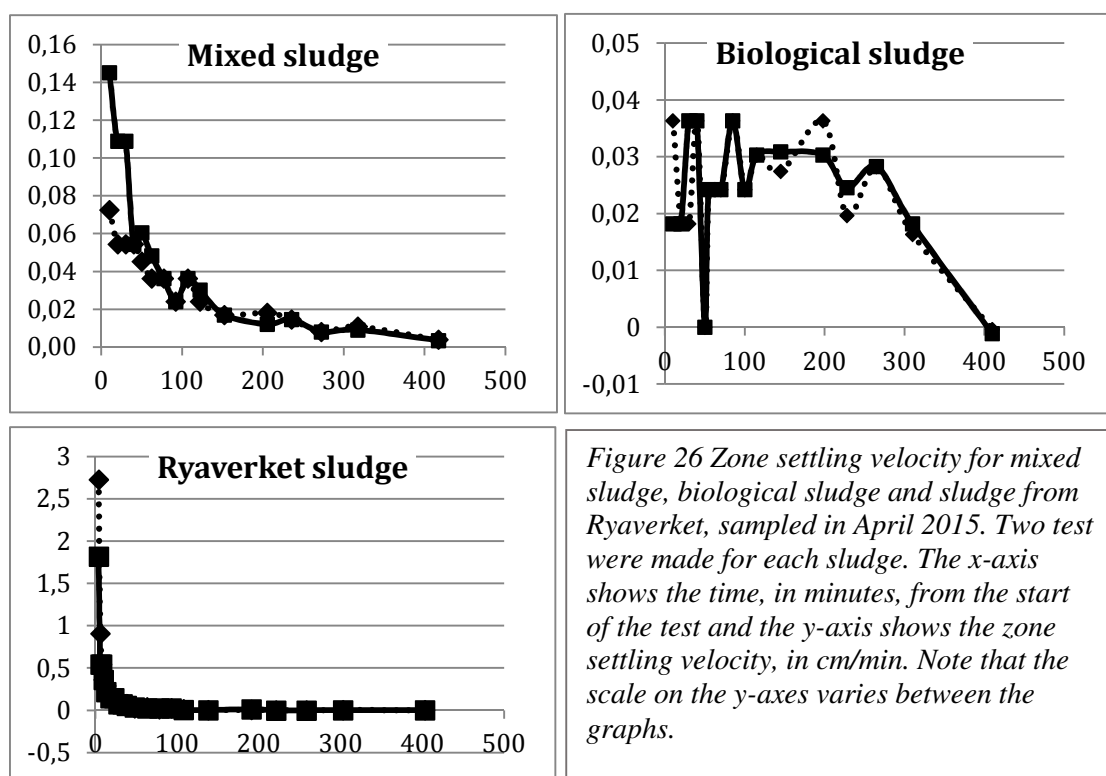 Mixed sludge
0,16
0,14
0,12
0,10
0,08
0,06
0,04
0,02
0,00
0 100 200 300 400 500
Biological sludge
0,05
0,04
0,03
0,02
0,01
0
-0,01
0 100 200 300 400 500
Ryaverket sludge
3
2,5
2
1,5
1
0,5
0
-0,5
0 100 200 300 400 500
Figure 26 Zone settling velocity for mixed
sludge, biological sludge and sludge from
Ryaverket, sampled in April 2015. Two test
were made for each sludge. The x-axis
shows the time, in minutes, from the start
of the test and the y-axis shows the zone
settling velocity, in cm/min. Note that the
scale on the y-axes varies between the
graphs.